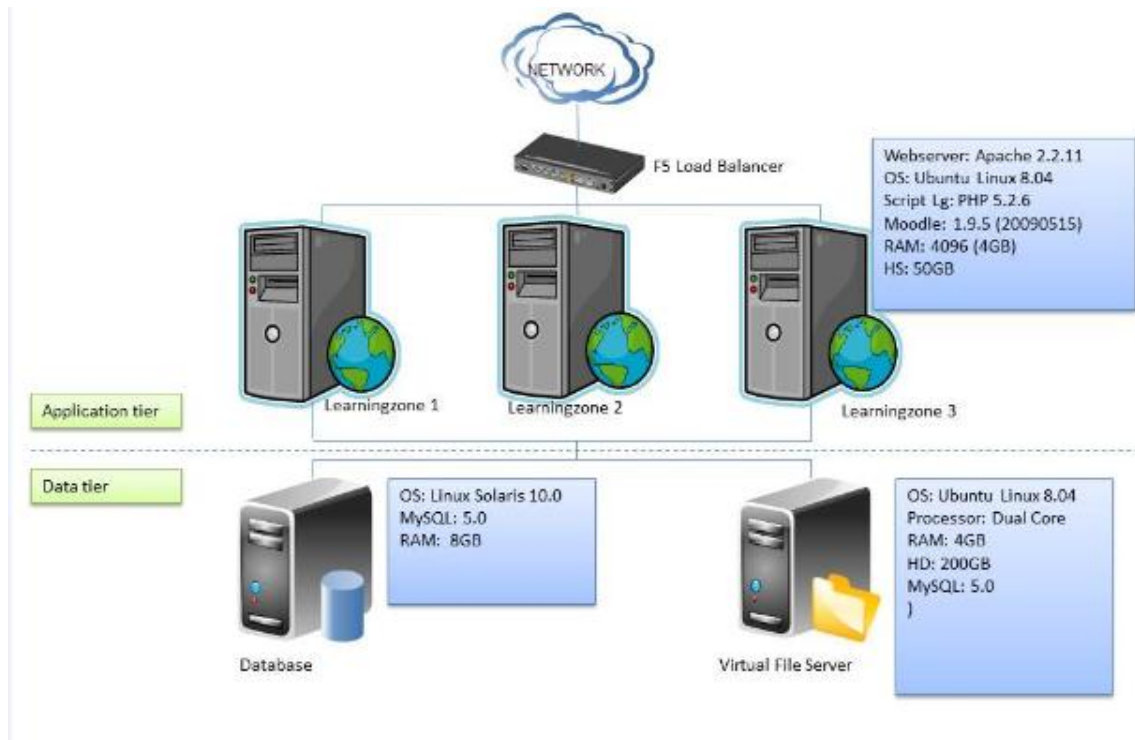 NETWORK
F5 Load Balancer
Webserver: Apache 2.2.11
OS: Ubuntu Linux 8.04
Script Lg: PHP 5.2.6
Moodle: 1.9.5 (20090515)
RAM: 4096 (4GB)
HS: 50GB
Learningzone 1
Learningzone 2
Learningzone 3
Application tier
Data tier
OS: Linux Solaris 10.0
MySQL: 5.0
RAM: 8GB
OS: Ubuntu Linux 8.04
Processor: Dual Core
RAM: 4GB
HD: 200GB
MySQL: 5.0
)
Database
Virtual File Server